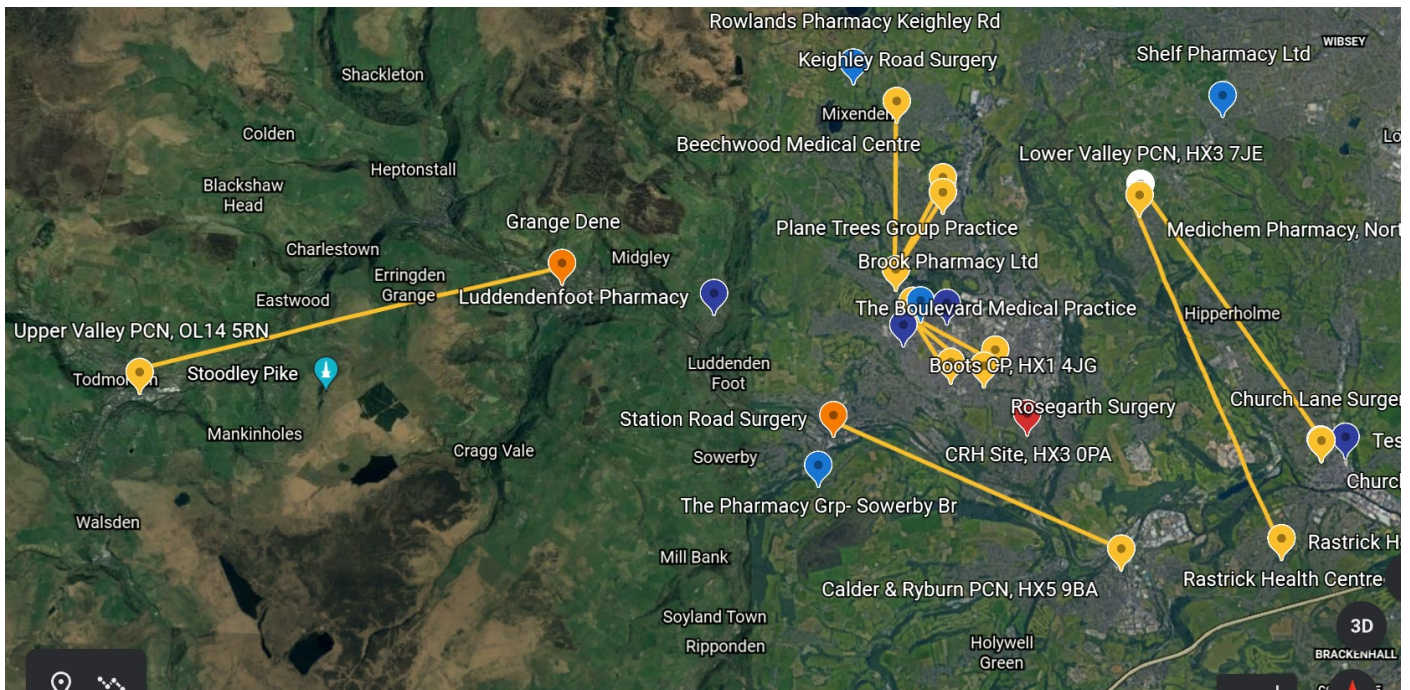 Rowlands Pharmacy Keighley Rd
WIBSEY
Shelf Pharmacy Ltd
Keighley Road Surgery
Shackleton
Mixenden
Colden
Beechwood Medical Centre
Lower Valley PCN, HX3 7JE
Heptonstall
Blackshaw
Head
Grange Dene
Plane Trees Group Practice
Medichem Pharmacy, Nort
Charlestown
Midgley
Brook Pharmacy Ltd
Erringden
Grange
Eastwood
Luddendenfoot Pharmacy
The Boulevard Medical Practice
Hipperholme
Upper Valley PCN, OL14 5RN
Luddenden
Foot
Boots CP, HX1 4JG
Stoodley Pike
Church Lane Surger
Rosegarth Surgery
Station Road Surgery
Mankinholes
Tes
Cragg Vale
Sowerby
CRH Site, HX3 0PA
Church
The Pharmacy Grp- Sowerby Br
Walsden
Rastrick H
Mill Bank
Rastrick Health Centre
Calder & Ryburn PCN, HX5 9BA
Soyland Town
3D
Ripponden
Holywell
Green
BRACKENHALL